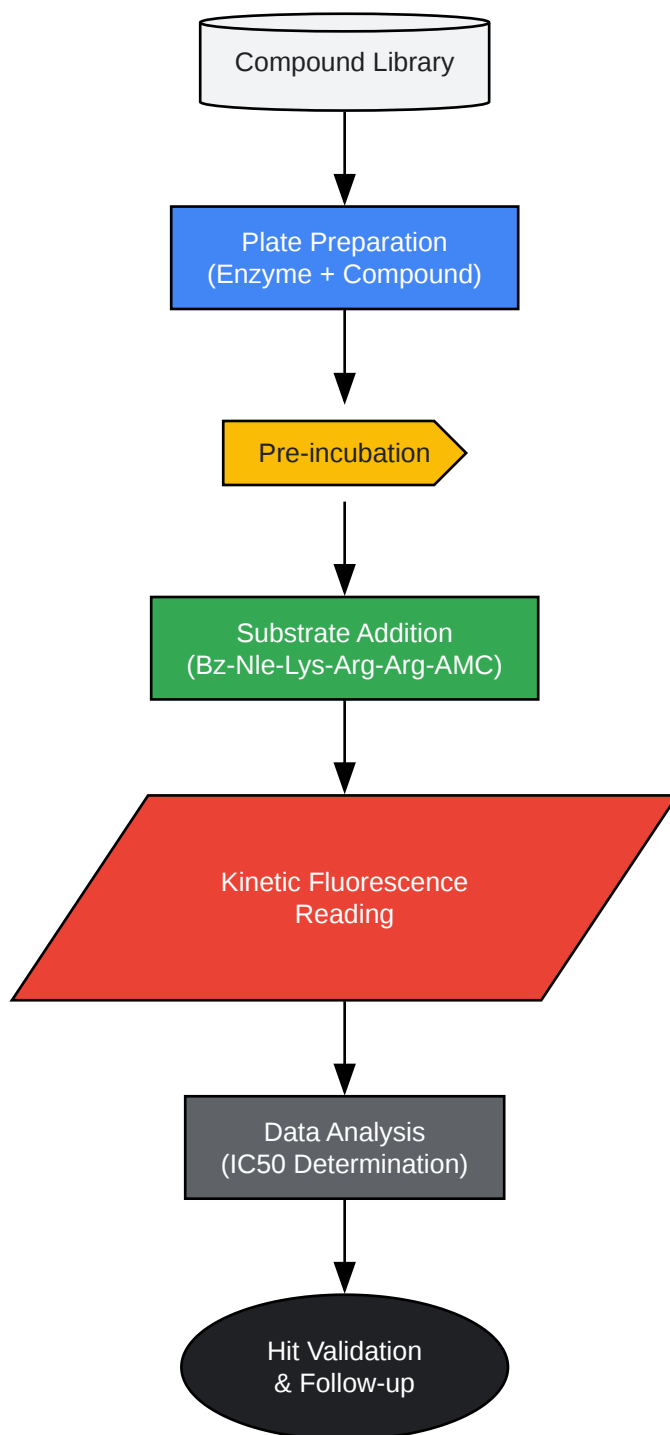 Compound Library
Plate Preparation
(Enzyme + Compound)
Pre-incubation
Substrate Addition
(Bz-Nle-Lys-Arg-Arg-AMC)
Kinetic Fluorescence
Reading
Data Analysis
(IC50 Determination)
Hit Validation
& Follow-up